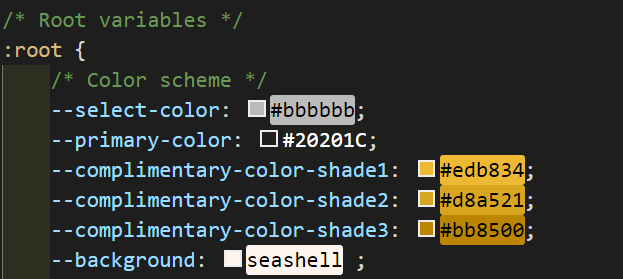 /* Root variables */
:root {
/* Color scheme */
--select-color: #bbbbbb;
--primary-color: #20201C;
--complimentary-color-shade1: #edb834;
--complimentary-color-shade2: #d8a521;
--complimentary-color-shade3: #bb8500;
--background: seashell ;